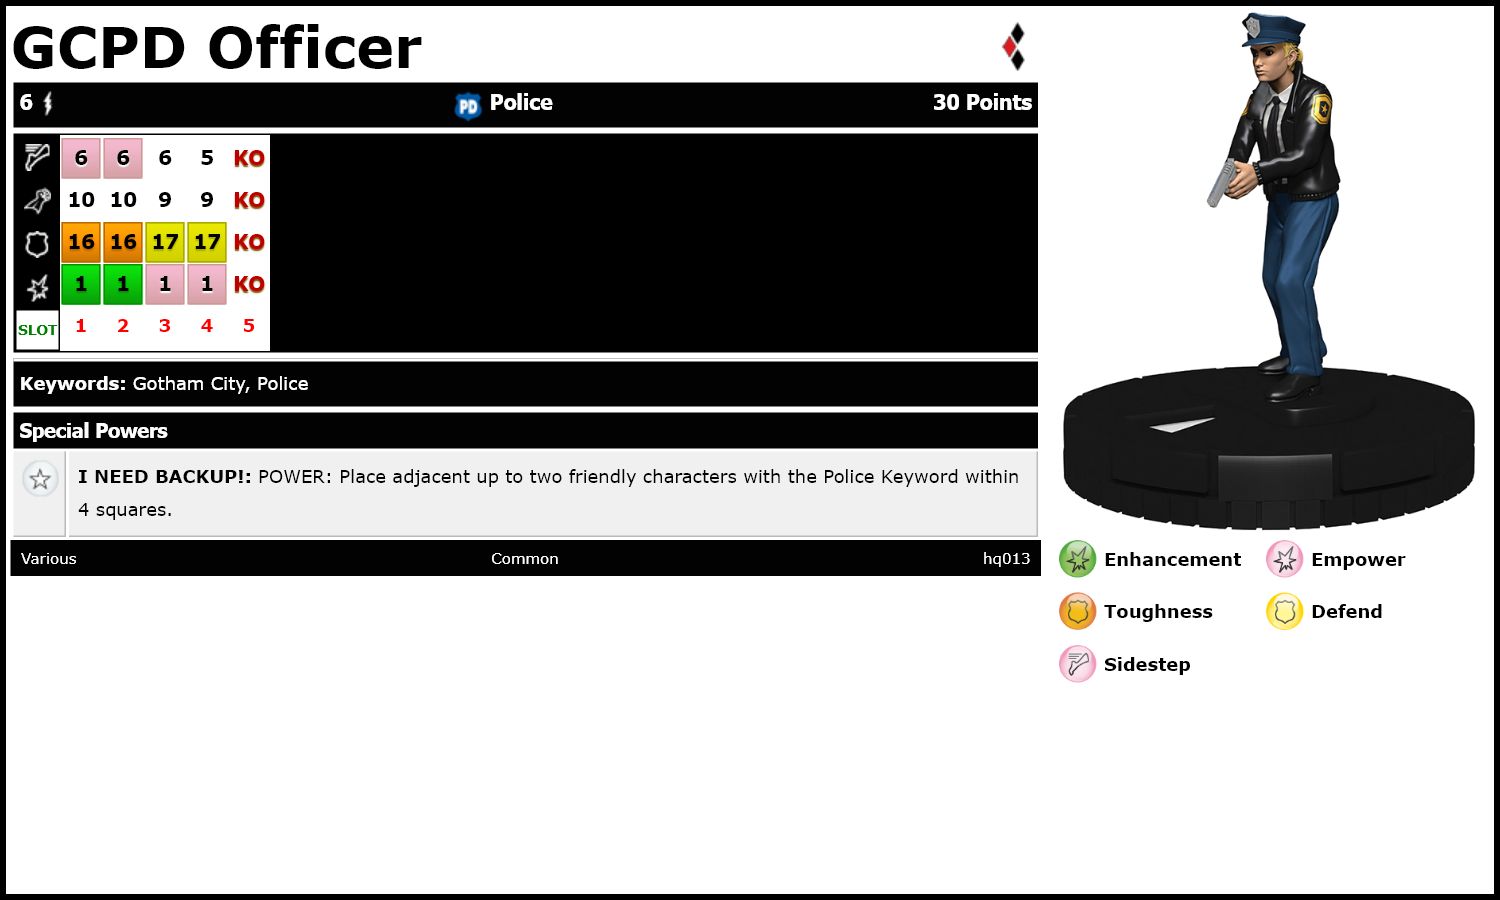 GCPD Officer
6 PD Police 30 Points
6 6 6 5 KO
10 10 9 9 KO
16 16 17 17 KO
1 1 1 1 KO
SLOT 1 2 3 4 5
Keywords: Gotham City, Police
Special Powers
I NEED BACKUP!: POWER: Place adjacent up to two friendly characters with the Police Keyword within
4 squares.
Various Common hq013
Enhancement Empower
Toughness Defend
Sidestep